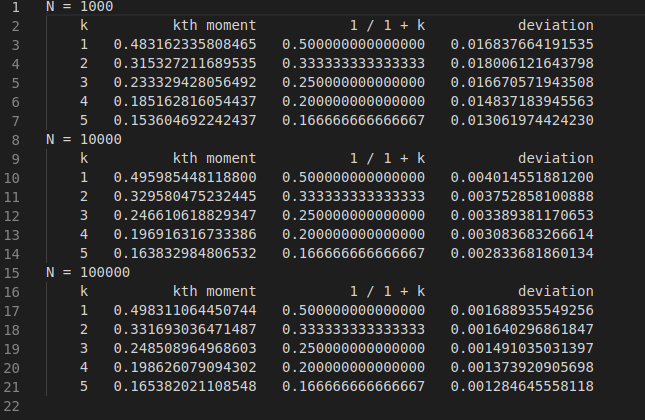 1 N = 1000
2 k kth moment 1 / 1 + k deviation
3 1 0.483162335808465 0.500000000000000 0.016837664191535
4 2 0.315327211689535 0.333333333333333 0.018006121643798
5 3 0.233329428056492 0.250000000000000 0.016670571943508
6 4 0.185162816054437 0.200000000000000 0.014837183945563
7 5 0.153604692242437 0.166666666666667 0.013061974424230
8 N = 10000
9 k kth moment 1 / 1 + k deviation
10 1 0.495985448118800 0.500000000000000 0.004014551881200
11 2 0.329580475232445 0.333333333333333 0.003752858100888
12 3 0.246610618829347 0.250000000000000 0.003389381170653
13 4 0.196916316733386 0.200000000000000 0.003083683266614
14 5 0.163832984806532 0.166666666666667 0.002833681860134
15 N = 100000
16 k kth moment 1 / 1 + k deviation
17 1 0.498311064450744 0.500000000000000 0.001688935549256
18 2 0.331693036471487 0.333333333333333 0.001640296861847
19 3 0.248508964968603 0.250000000000000 0.001491035031397
20 4 0.198626079094302 0.200000000000000 0.001373920905698
21 5 0.165382021108548 0.166666666666667 0.001284645558118
22